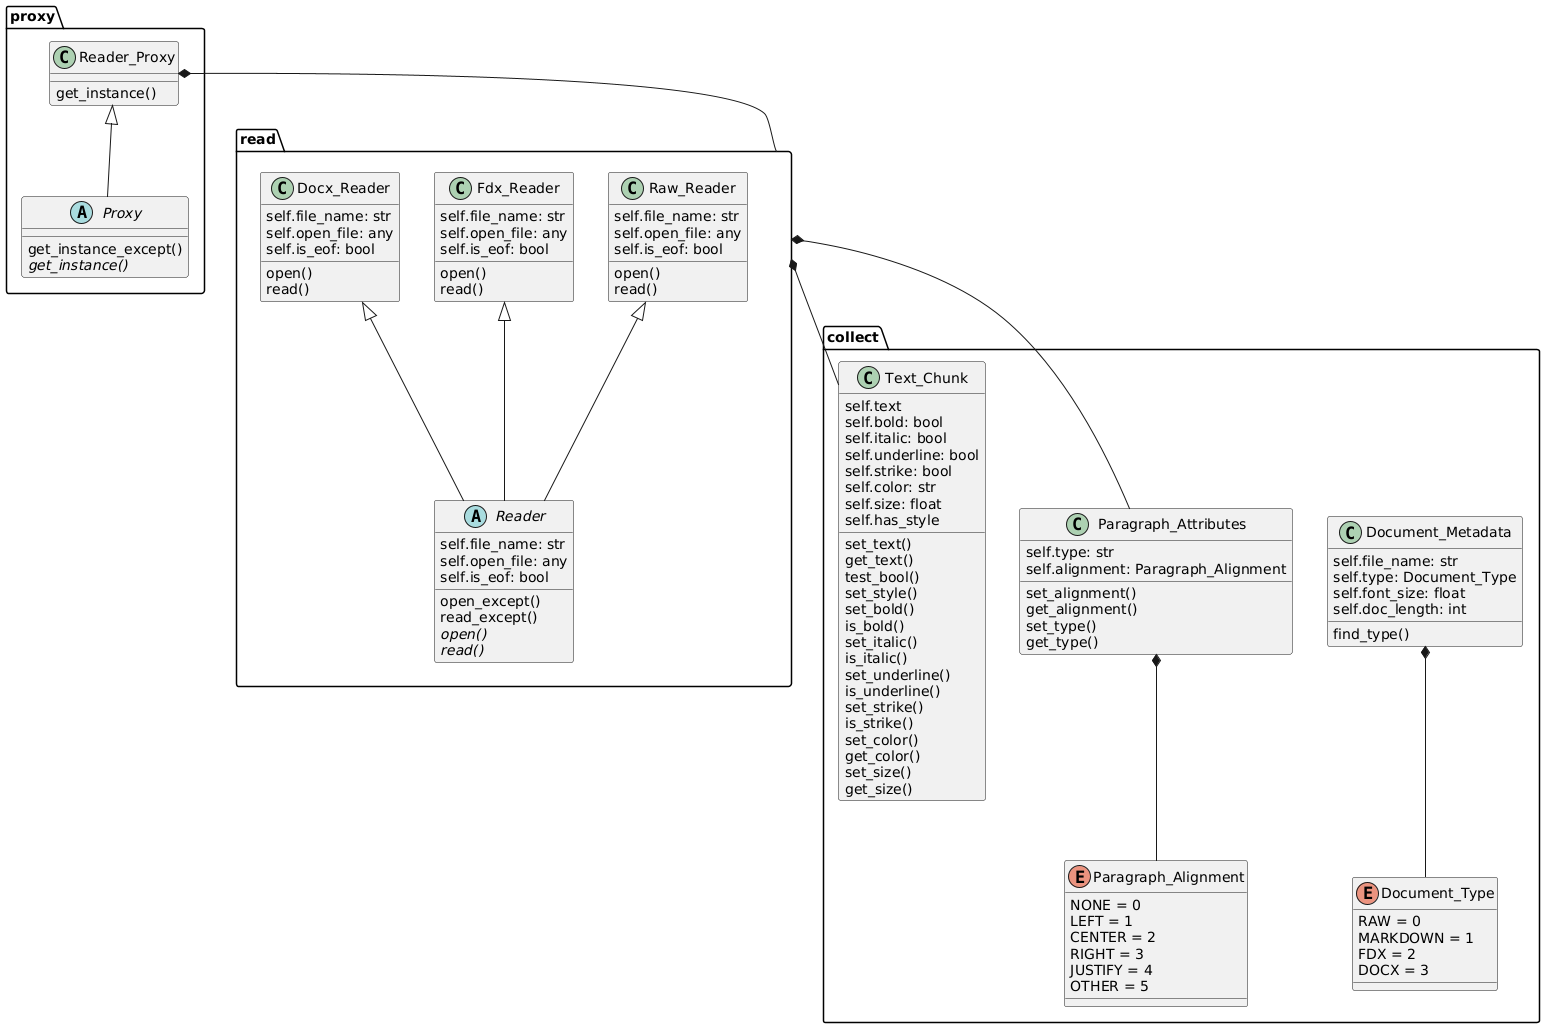 proxy
C Reader_Proxy
get_instance()
A Proxy
get_instance_except()
get_instance()
read
C Docx_Reader
self.file_name: str
self.open_file: any
self.is_eof: bool
open()
read()
C Fdx_Reader
self.file_name: str
self.open_file: any
self.is_eof: bool
open()
read()
C Raw_Reader
self.file_name: str
self.open_file: any
self.is_eof: bool
open()
read()
A Reader
self.file_name: str
self.open_file: any
self.is_eof: bool
open_except()
read_except()
open()
read()
collect
C Text_Chunk
self.text
self.bold: bool
self.italic: bool
self.underline: bool
self.strike: bool
self.color: str
self.size: float
self.has_style
set_text()
get_text()
test_bool()
set_style()
set_bold()
is_bold()
set_italic()
is_italic()
set_underline()
is_underline()
set_strike()
is_strike()
set_color()
get_color()
set_size()
get_size()
C Paragraph_Attributes
self.type: str
self.alignment: Paragraph_Alignment
set_alignment()
get_alignment()
set_type()
get_type()
C Document_Metadata
self.file_name: str
self.type: Document_Type
self.font_size: float
self.doc_length: int
find_type()
E Paragraph_Alignment
NONE = 0
LEFT = 1
CENTER = 2
RIGHT = 3
JUSTIFY = 4
OTHER = 5
E Document_Type
RAW = 0
MARKDOWN = 1
FDX = 2
DOCX = 3